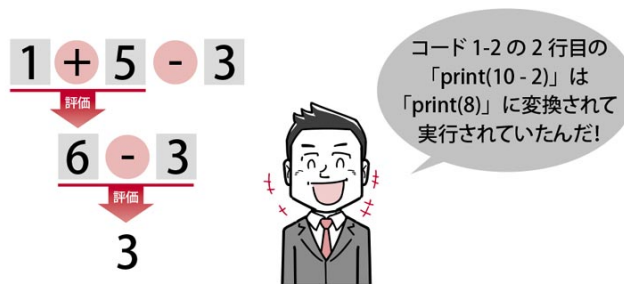 1 + 5 - 3
評価
6 - 3
評価
3
コード 1-2 の 2 行目の
「print(10 - 2)」は
「print(8)」に変換されて
実行されていたんだ!